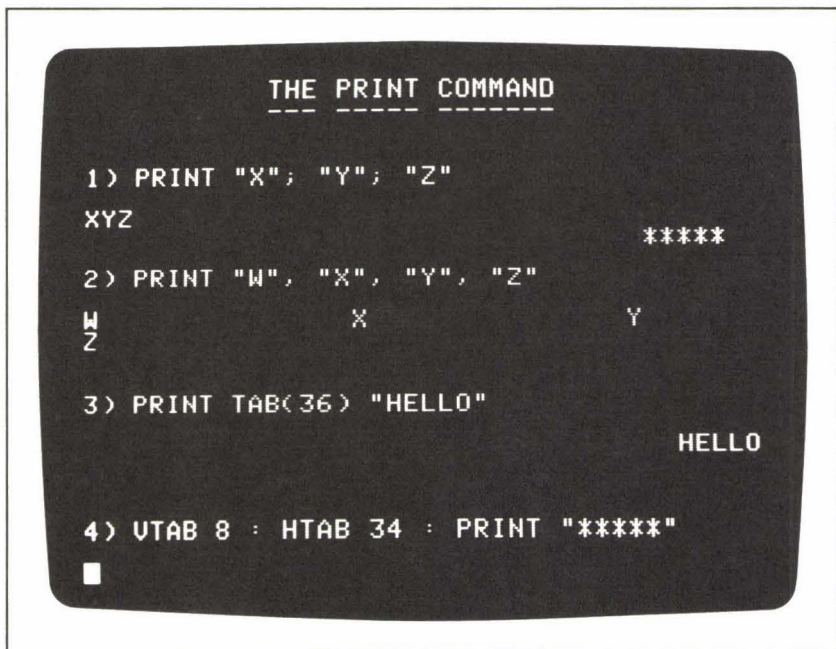 THE PRINT COMMAND
1) PRINT "X"; "Y"; "Z"
XYZ
*****
2) PRINT "W", "X", "Y", "Z"
W X Y
Z
3) PRINT TAB(36) "HELLO"
HELLO
4) VTAB 8 : HTAB 34 : PRINT "*****"